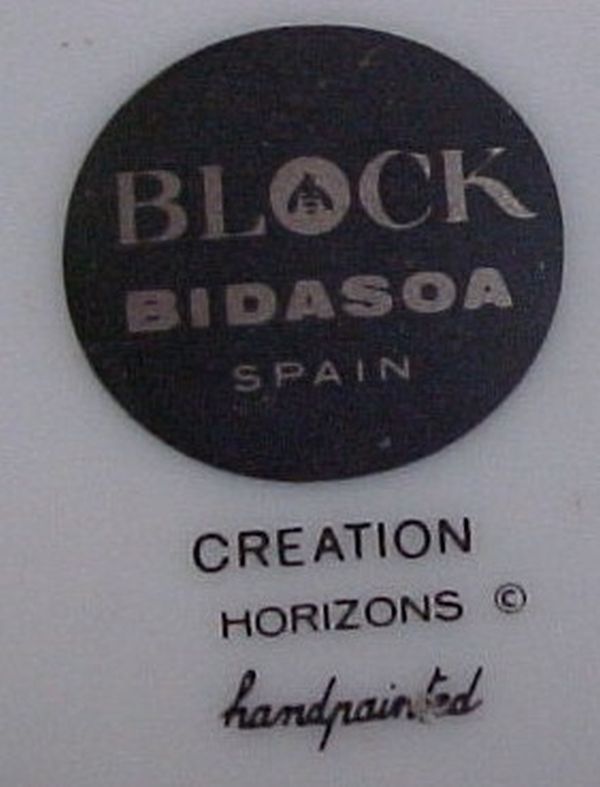 BLOCK
BIDASOA
SPAIN
CREATION
HORIZONS ©
handpainted